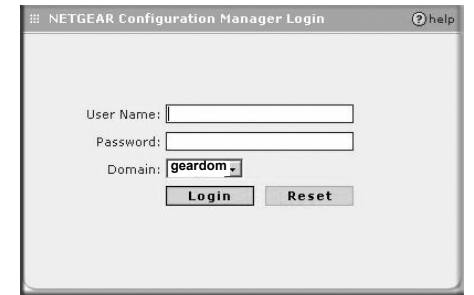 NETGEAR Configuration Manager Login ? help
User Name:
Password:
Domain: geardom
Login Reset